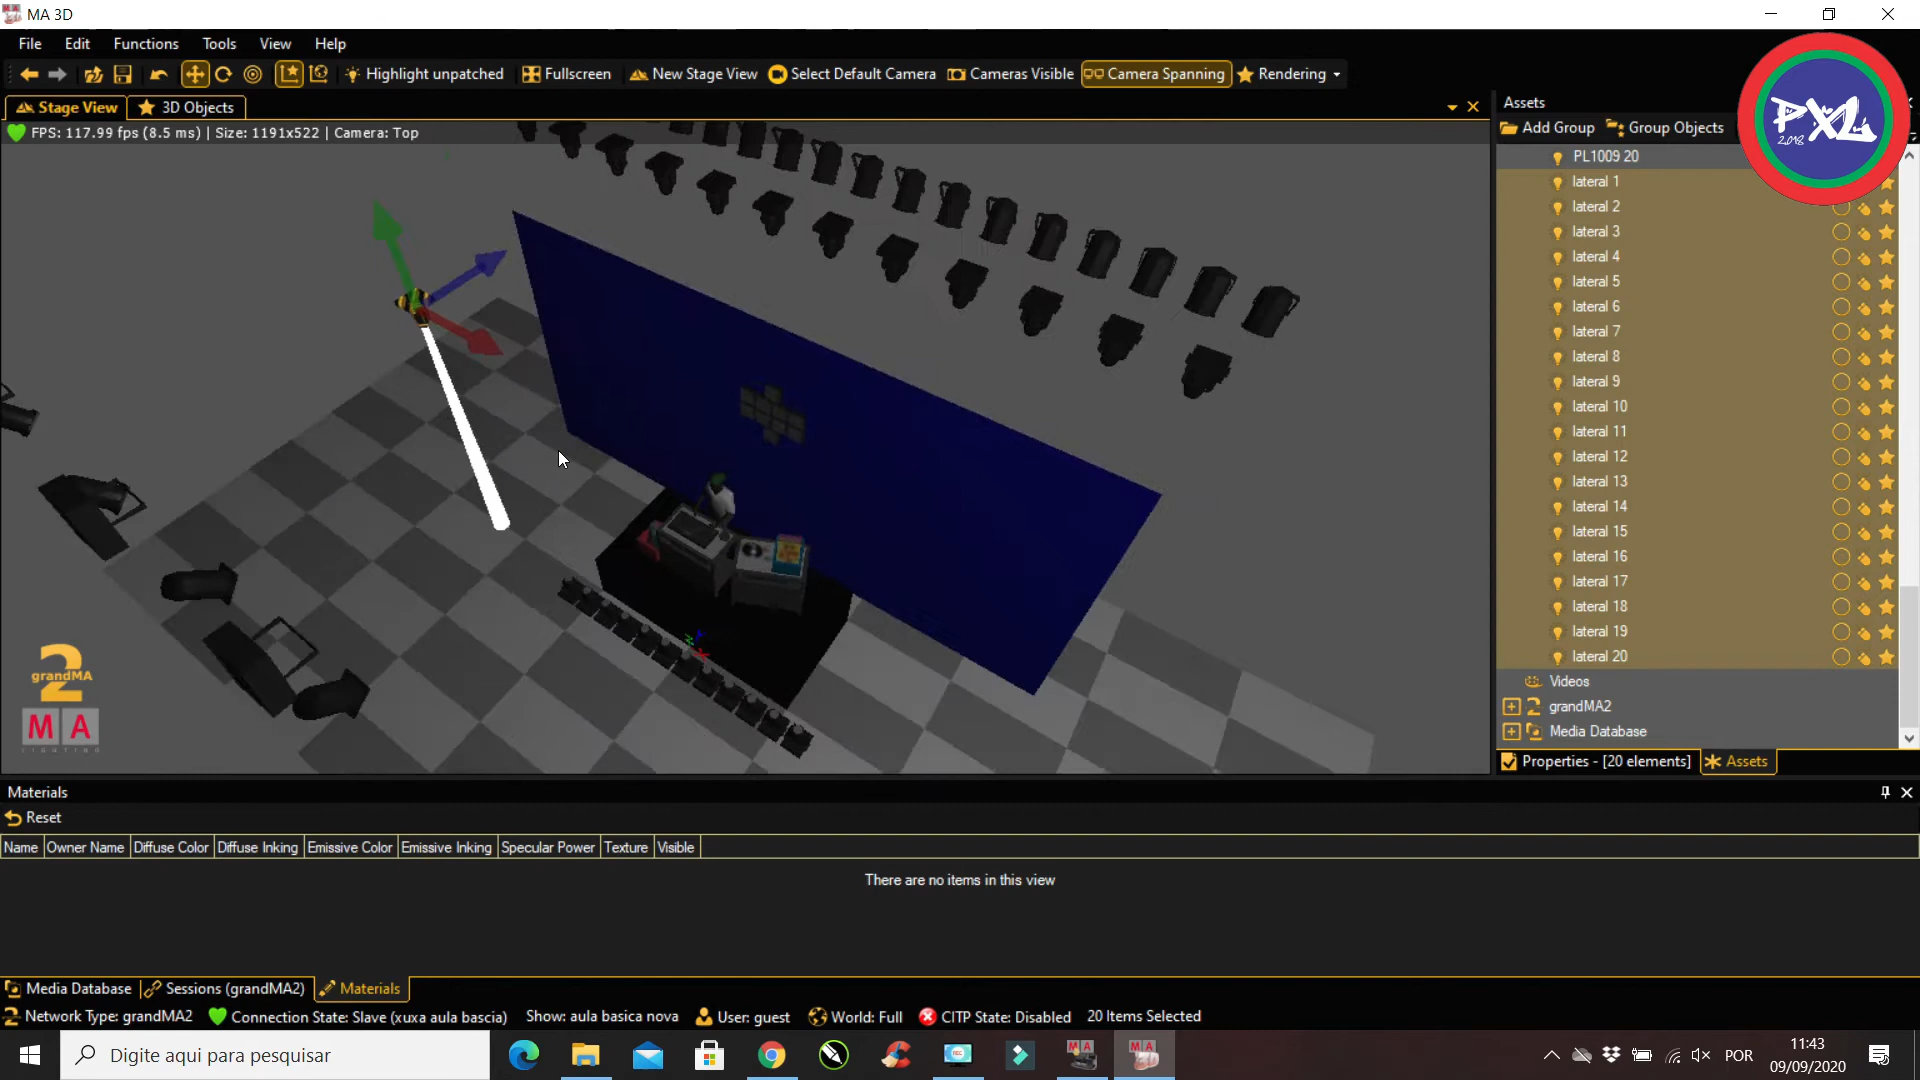 MA 3D
File Edit Functions Tools View Help
Highlight unpatched Fullscreen New Stage View Select Default Camera Cameras Visible Camera Spanning Rendering
Stage View 3D Objects
FPS: 117.99 fps (8.5 ms) | Size: 1191x522 | Camera: Top
Assets
Add Group Group Objects
PXL
2018
PL1009 20
lateral 1
lateral 2
lateral 3
lateral 4
lateral 5
lateral 6
lateral 7
lateral 8
lateral 9
lateral 10
lateral 11
lateral 12
lateral 13
lateral 14
lateral 15
lateral 16
lateral 17
lateral 18
lateral 19
lateral 20
Videos
grandMA2
Media Database
Properties - [20 elements] Assets
2
grandMA
MA
LIGHTING
Materials
Reset
Name Owner Name Diffuse Color Diffuse Inking Emissive Color Emissive Inking Specular Power Texture Visible
There are no items in this view
Media Database Sessions (grandMA2) Materials
Network Type: grandMA2 Connection State: Slave (xuxa aula bascia) Show: aula basica nova User: guest World: Full CITP State: Disabled 20 Items Selected
Digite aqui para pesquisar
REC
MA
MA
POR
11:43
09/09/2020